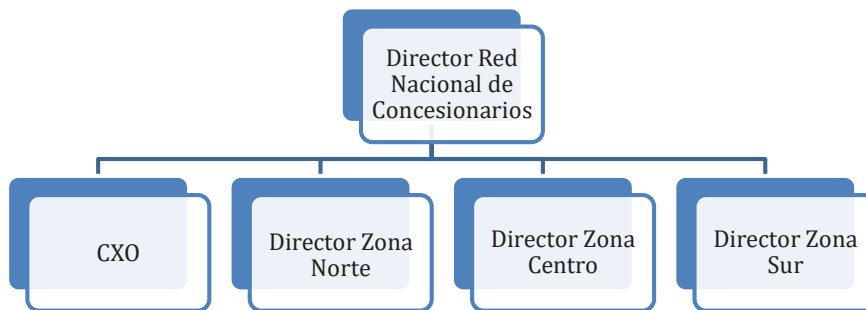 Director Red
Nacional de
Concesionarios
CXO
Director Zona
Norte
Director Zona
Centro
Director Zona
Sur